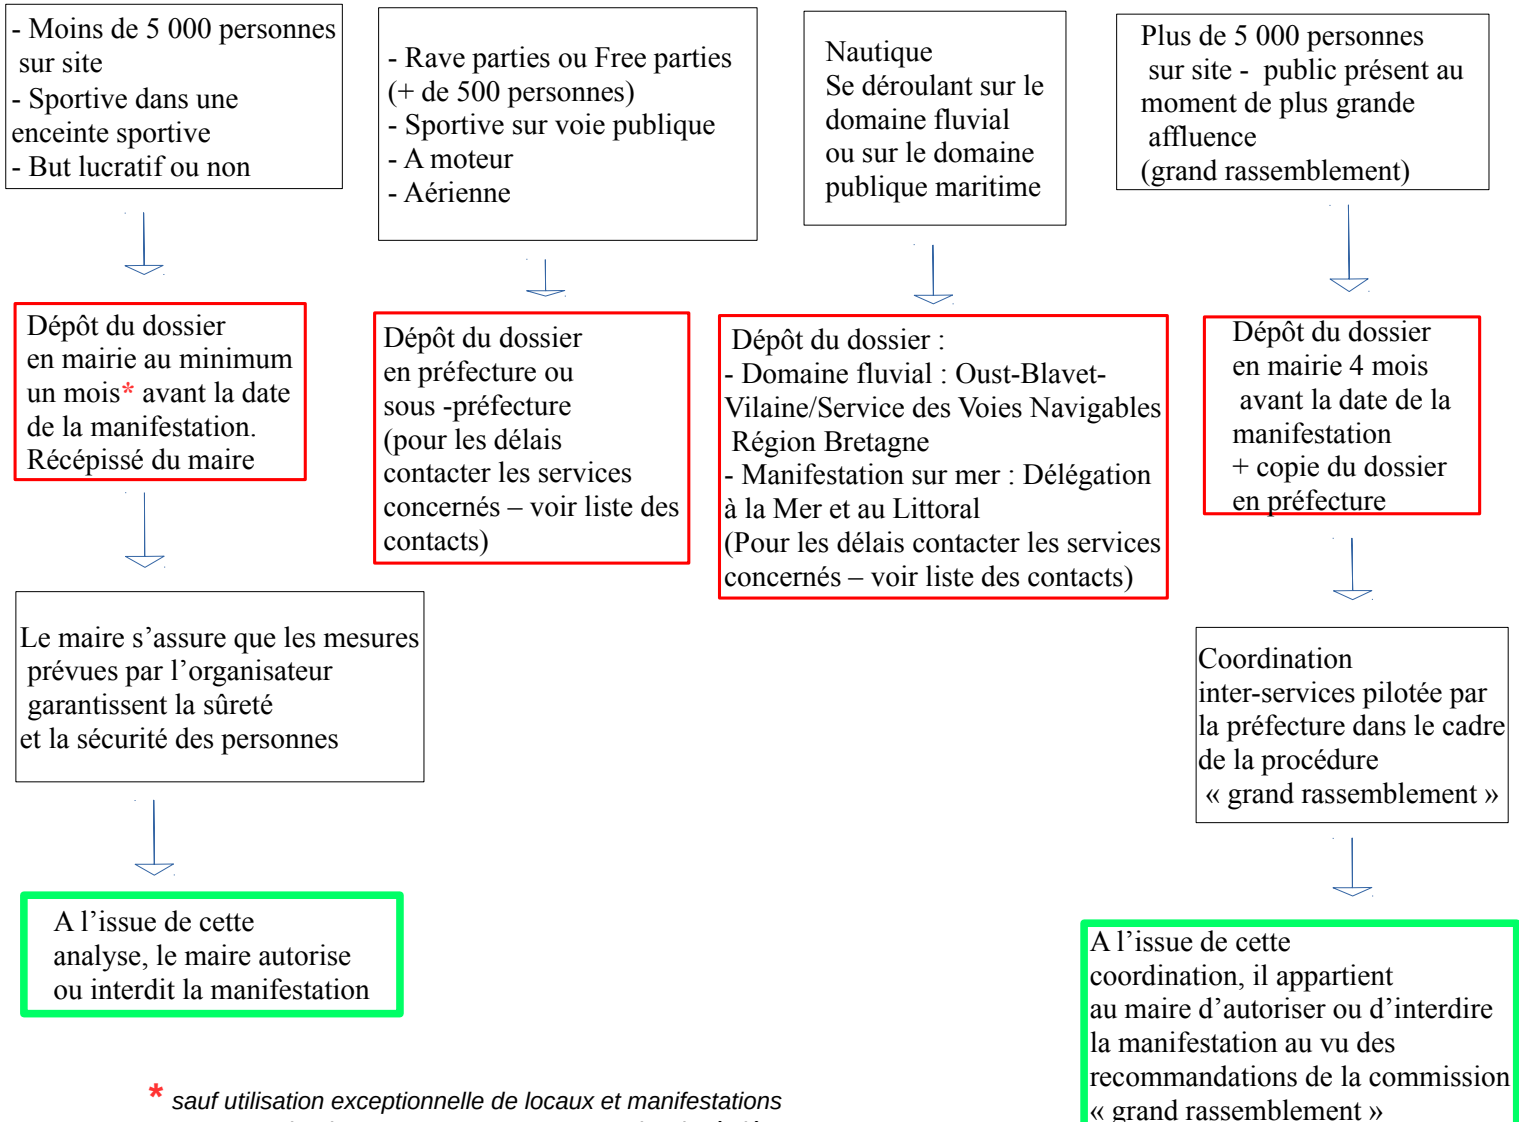 - Moins de 5 000 personnes
sur site
- Sportive dans une
enceinte sportive
- But lucratif ou non
- Rave parties ou Free parties
(+ de 500 personnes)
- Sportive sur voie publique
- A moteur
- Aérienne
Nautique
Se déroulant sur le
domaine fluvial
ou sur le domaine
publique maritime
Plus de 5 000 personnes
sur site - public présent au
moment de plus grande
affluence
(grand rassemblement)
Dépôt du dossier
en mairie au minimum
un mois* avant la date
de la manifestation.
Récépissé du maire
Dépôt du dossier
en préfecture ou
sous -préfecture
(pour les délais
contacter les services
concernés – voir liste des
contacts)
Dépôt du dossier :
- Domaine fluvial : Oust-Blavet-
Vilaine/Service des Voies Navigables
Région Bretagne
- Manifestation sur mer : Délégation
à la Mer et au Littoral
(Pour les délais contacter les services
concernés – voir liste des contacts)
Dépôt du dossier
en mairie 4 mois
avant la date de la
manifestation
+ copie du dossier
en préfecture
Le maire s’assure que les mesures
prévues par l’organisateur
garantissent la sûreté
et la sécurité des personnes
Coordination
inter-services pilotée par
la préfecture dans le cadre
de la procédure
« grand rassemblement »
A l’issue de cette
analyse, le maire autorise
ou interdit la manifestation
A l’issue de cette
coordination, il appartient
au maire d’autoriser ou d’interdire
la manifestation au vu des
recommandations de la commission
« grand rassemblement »
* sauf utilisation exceptionnelle de locaux et manifestations